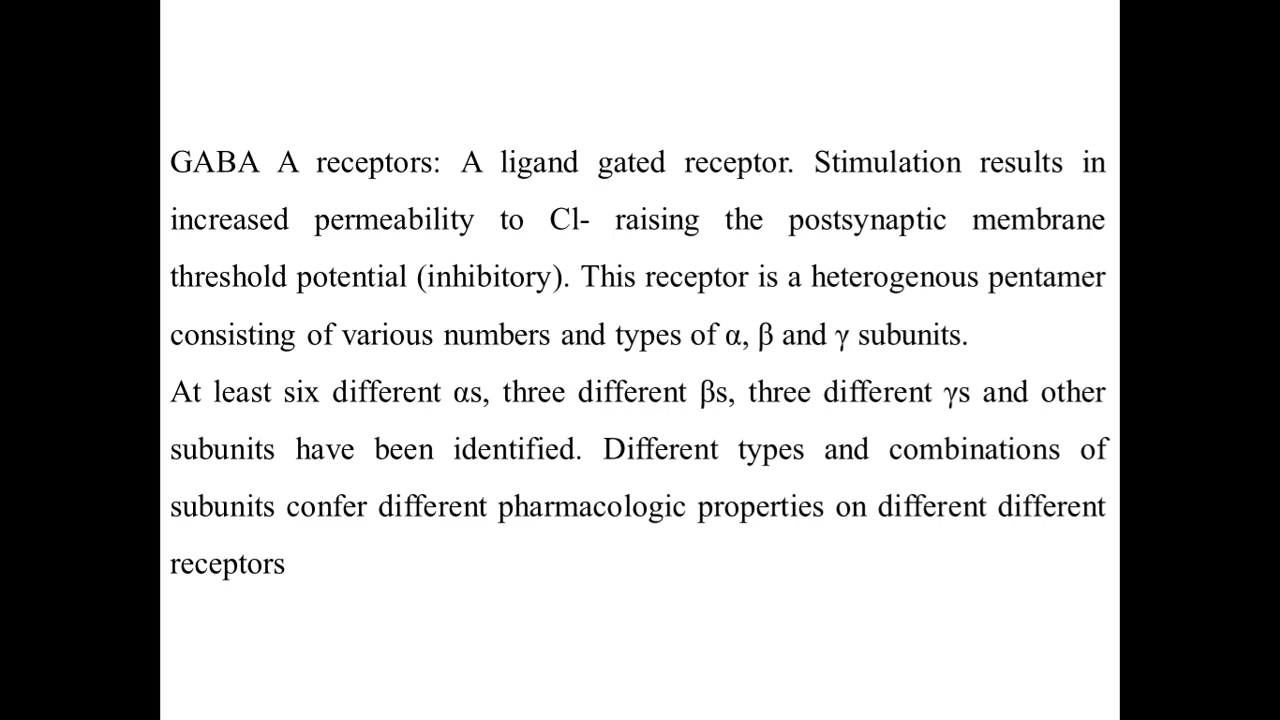 GABA A receptors: A ligand gated receptor. Stimulation results in
increased permeability to Cl- raising the postsynaptic membrane
threshold potential (inhibitory). This receptor is a heterogenous pentamer
consisting of various numbers and types of α, β and γ subunits.
At least six different αs, three different βs, three different γs and other
subunits have been identified. Different types and combinations of
subunits confer different pharmacologic properties on different different
receptors